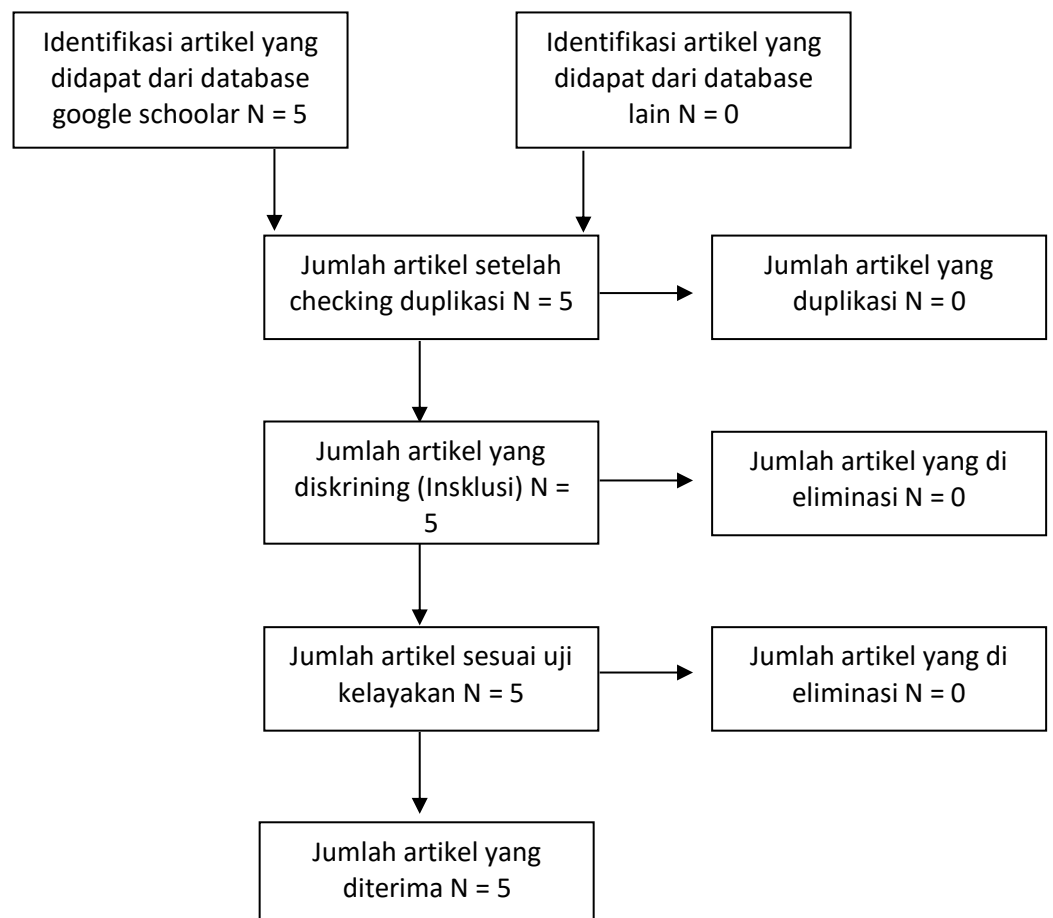 Identifikasi artikel yang
didapat dari database
google schoolar N = 5
Identifikasi artikel yang
didapat dari database
lain N = 0
Jumlah artikel setelah
checking duplikasi N = 5
Jumlah artikel yang
duplikasi N = 0
Jumlah artikel yang
diskrining (Insklusi) N =
5
Jumlah artikel yang di
eliminasi N = 0
Jumlah artikel sesuai uji
kelayakan N = 5
Jumlah artikel yang di
eliminasi N = 0
Jumlah artikel yang
diterima N = 5